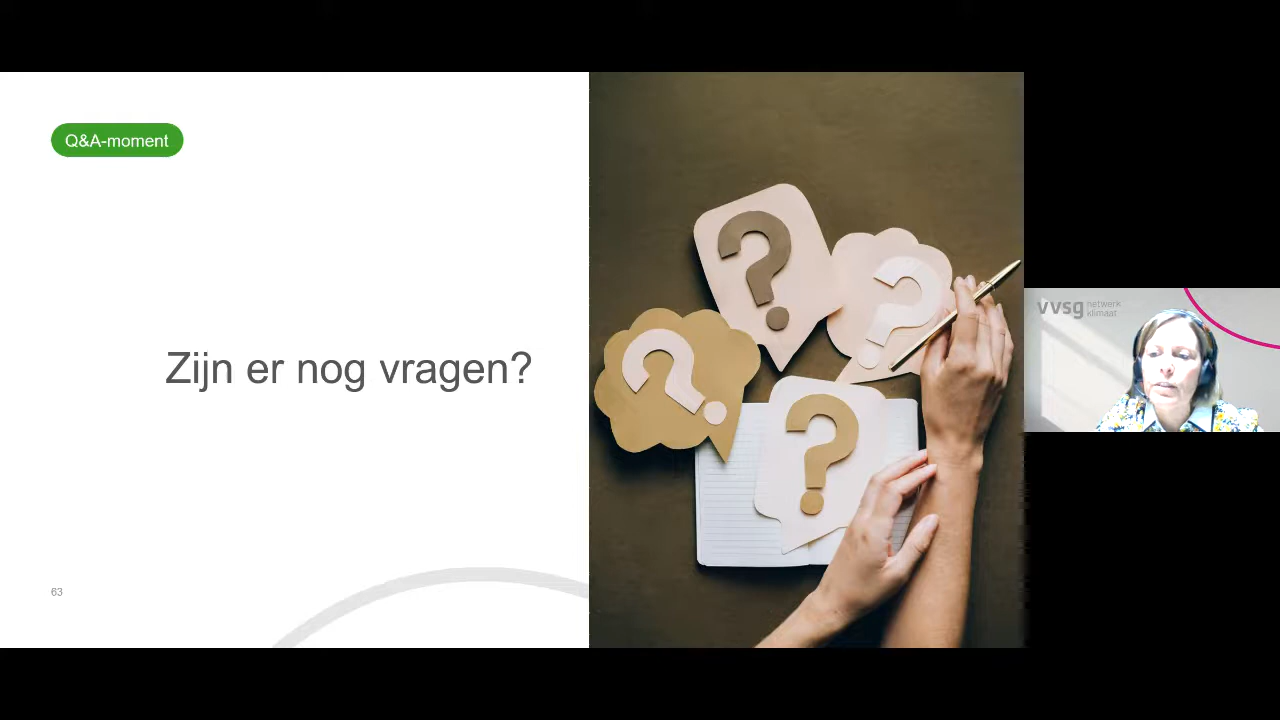 Q&A-moment
Zijn er nog vragen?
63
vvsg netwerk
klimaat